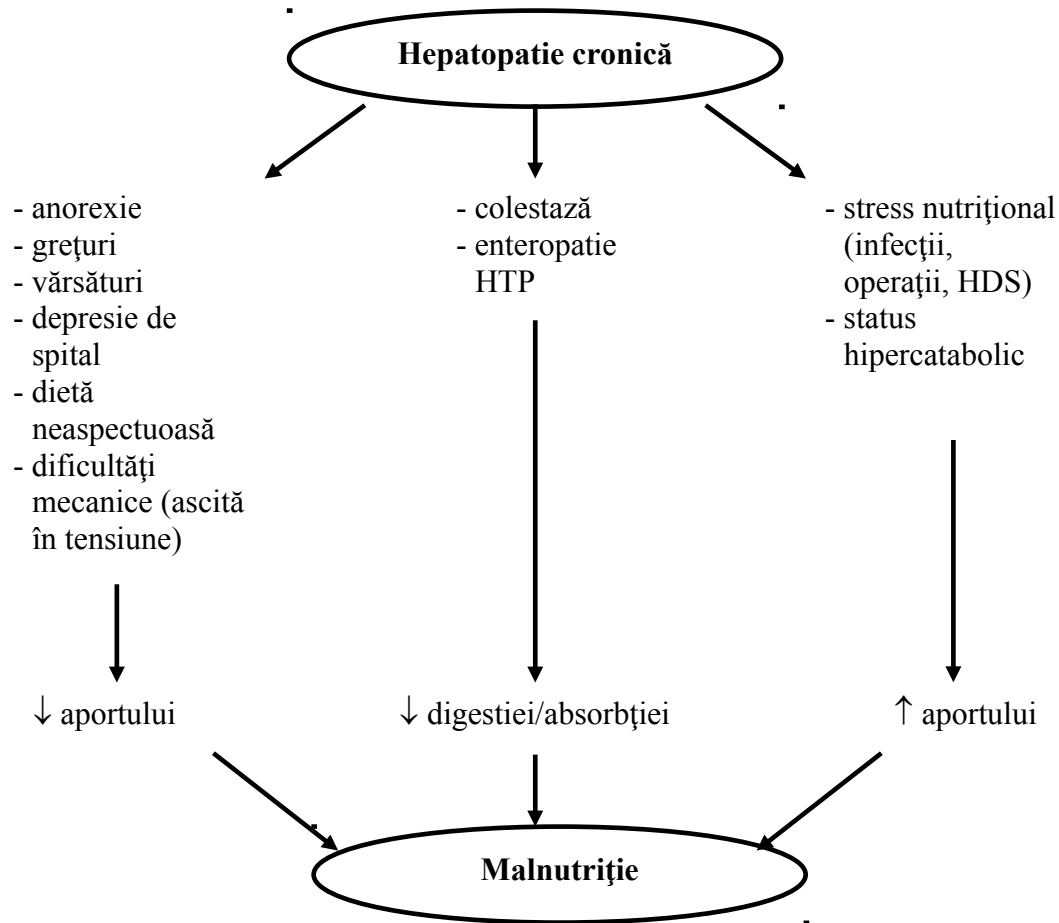 Hepatopatie cronică
- anorexie
- greţuri
- vărsături
- depresie de
spital
- dietă
neaspectuoasă
- dificultăţi
mecanice (ascită
în tensiune)
- colestază
- enteropatie
HTP
- stress nutriţional
(infecţii,
operaţii, HDS)
- status
hipercatabolic
↓ aportului
↓ digestiei/absorbţiei
↑ aportului
Malnutriţie